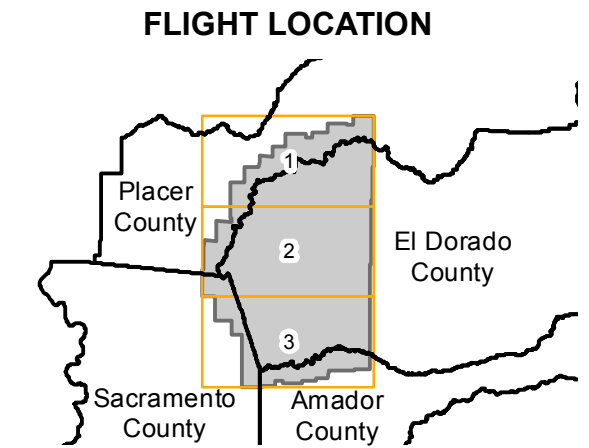 FLIGHT LOCATION
1
Placer
County
2
El Dorado
County
3
Sacramento
County
Amador
County